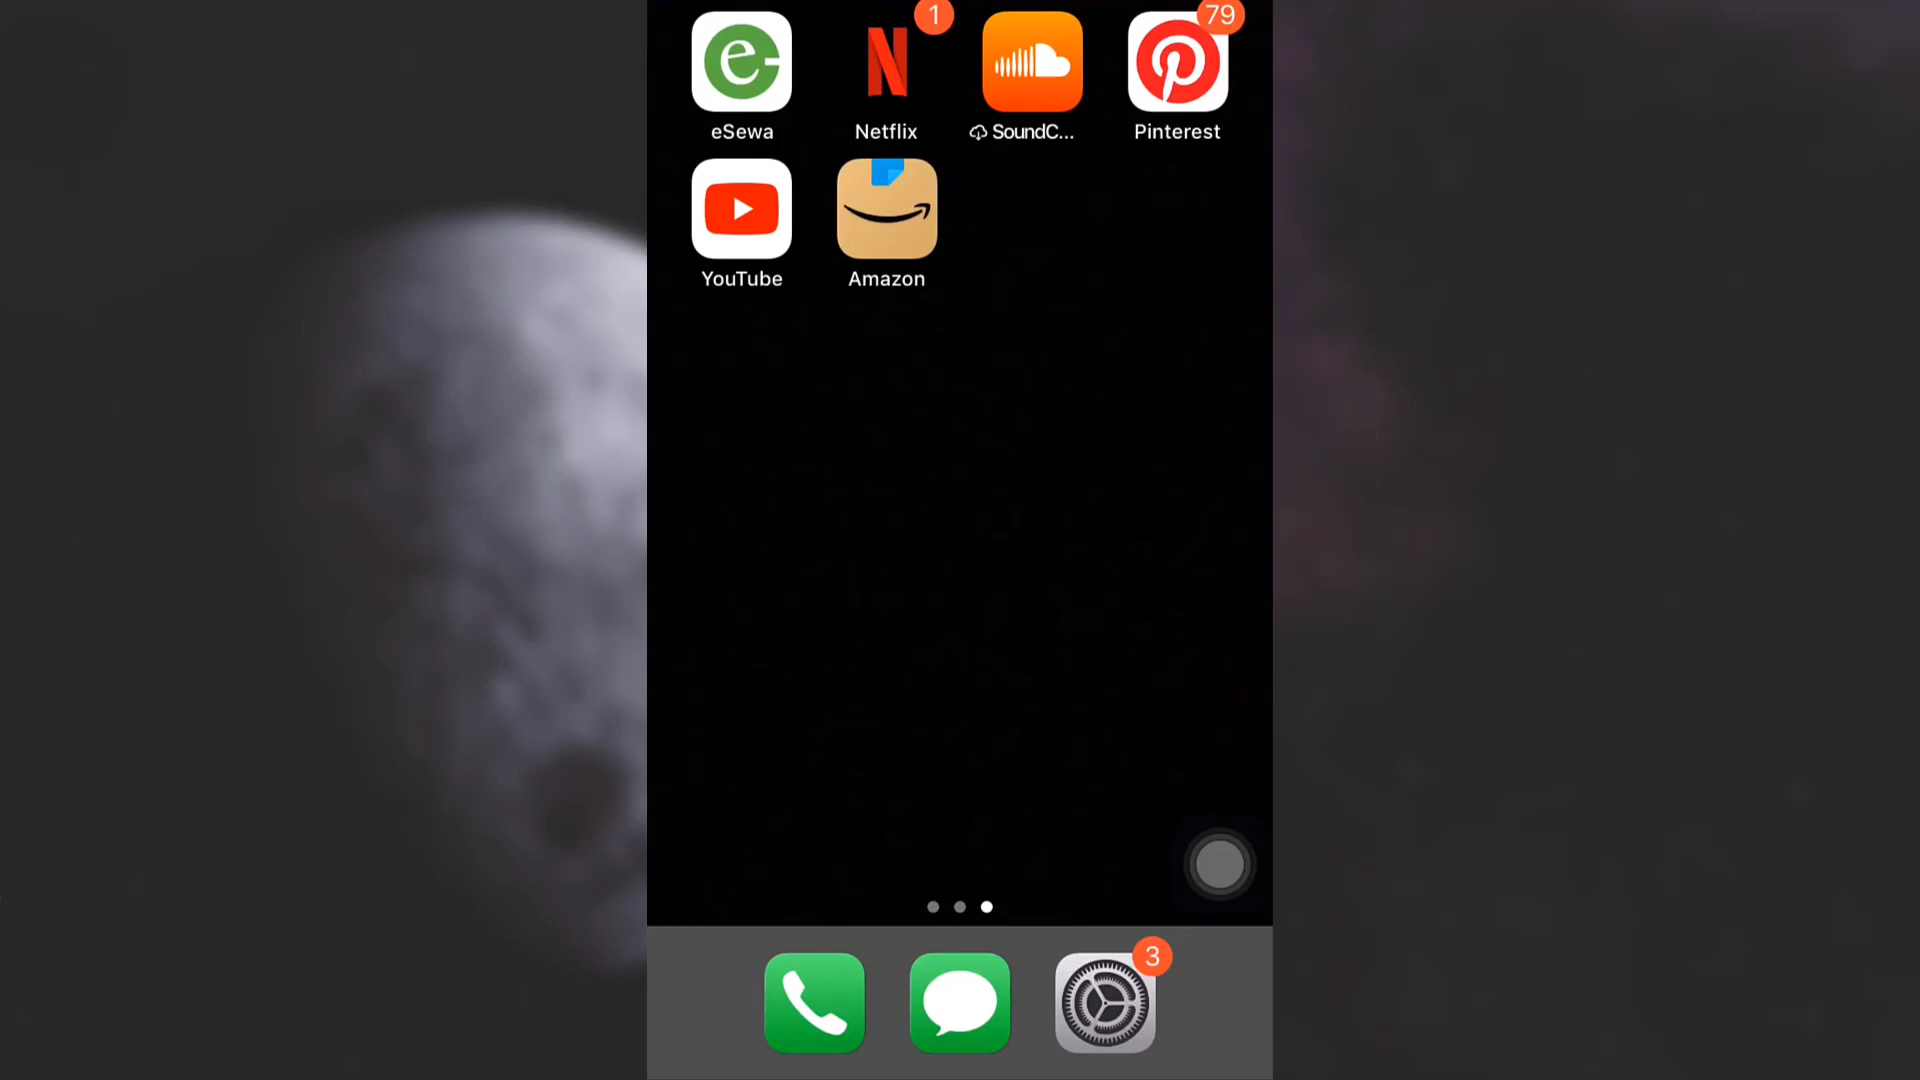 1
79
eSewa
Netflix
SoundC...
Pinterest
YouTube
Amazon
3